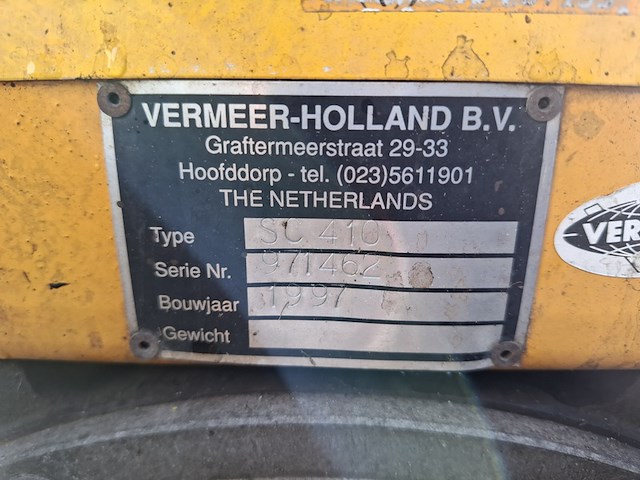 VERMEER-HOLLAND B.V.
Graftermeerstraat 29-33
Hoofddorp - tel. (023)5611901
THE NETHERLANDS
Type SC 410
Serie Nr. 971462
Bouwjaar 1997
Gewicht
VER